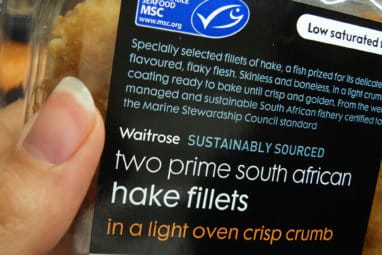 SEAFOOD
MSC
www.msc.org
Low saturated
Specially selected fillets of hake, a fish prized for its delicate
flavoured, flaky flesh. Skinless and boneless, in a light crum
coating ready to bake until crisp and golden. From the we
managed and sustainable South African fishery certified to
the Marine Stewardship Council standard
Waitrose SUSTAINABLY SOURCED
two prime south african
hake fillets
in a light oven crisp crumb